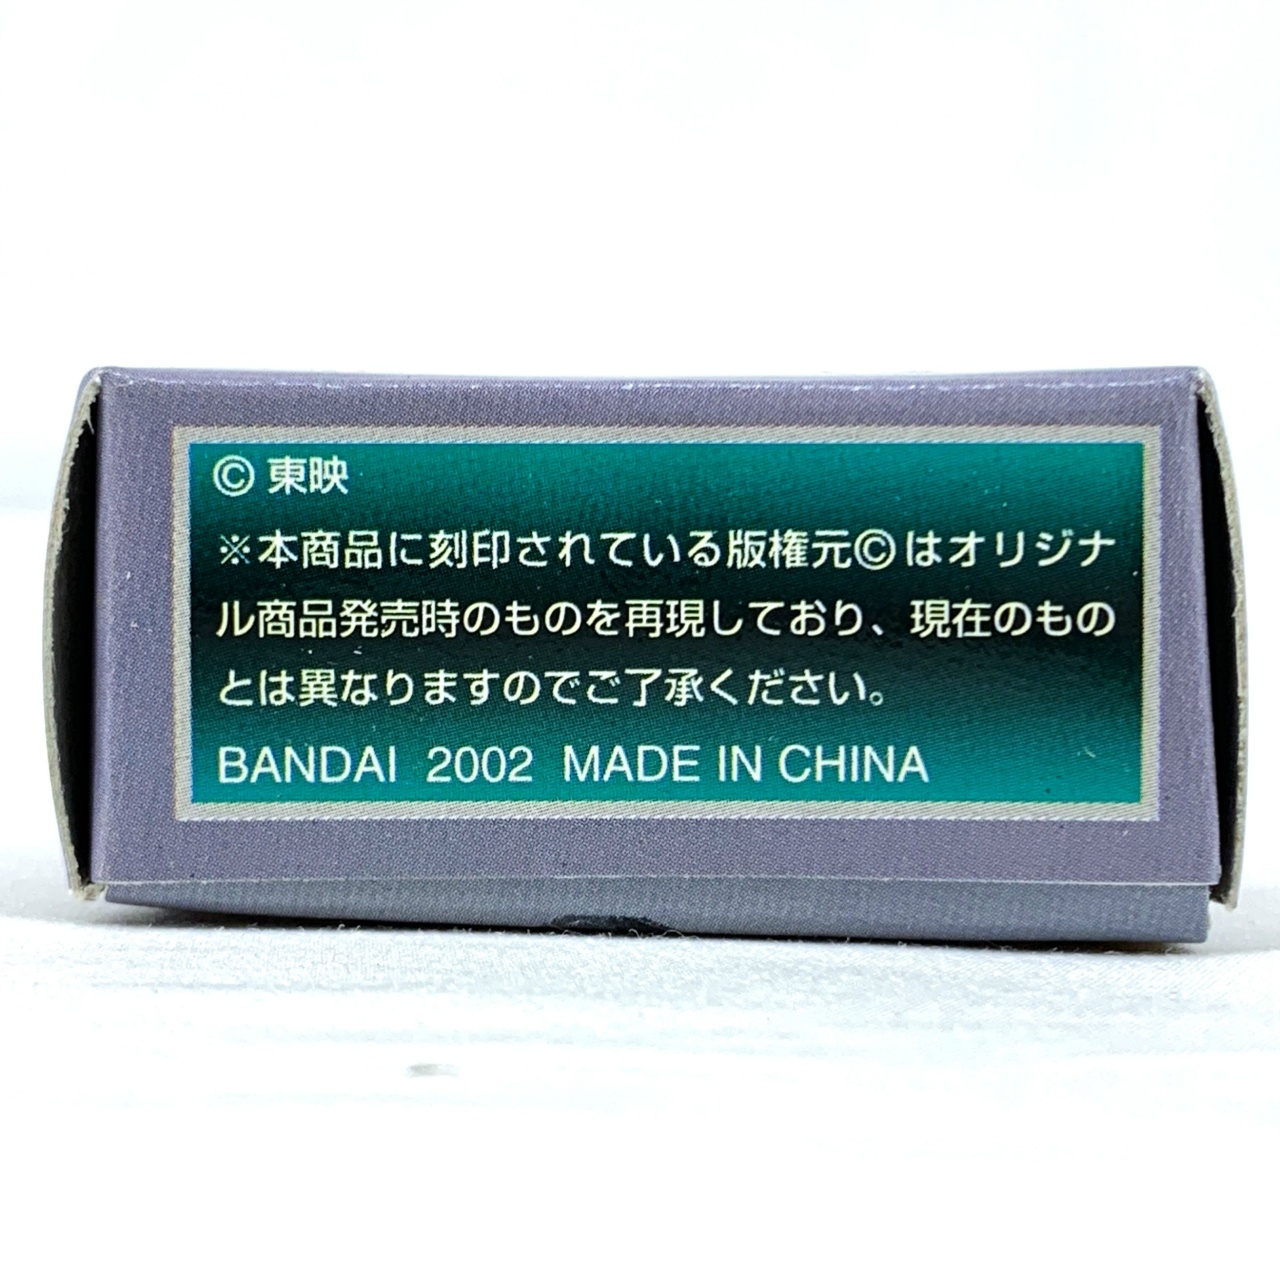 © 東映
※本商品に刻印されている版権元©はオリジナ
ル商品発売時のものを再現しており、現在のもの
とは異なりますのでご了承ください。
BANDAI 2002 MADE IN CHINA